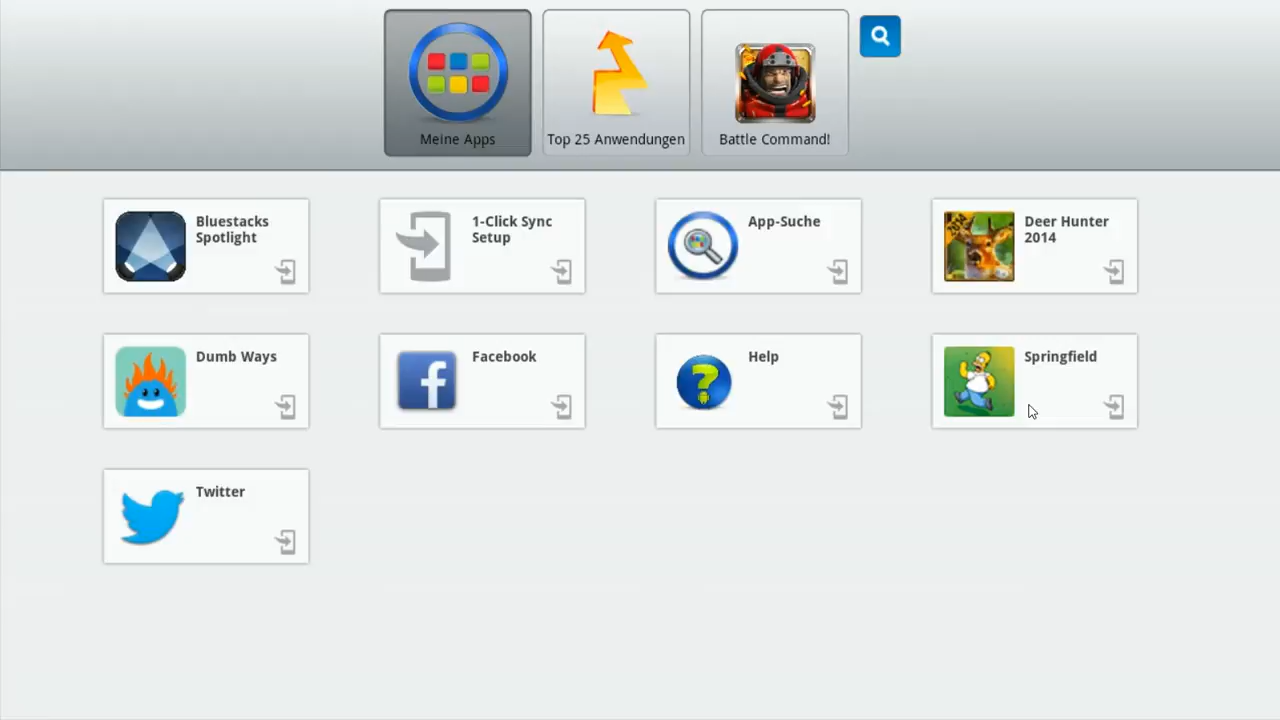 Meine Apps
Top 25 Anwendungen
Battle Command!
Bluestacks
Spotlight
1-Click Sync
Setup
App-Suche
Deer Hunter
2014
Dumb Ways
Facebook
Help
Springfield
Twitter